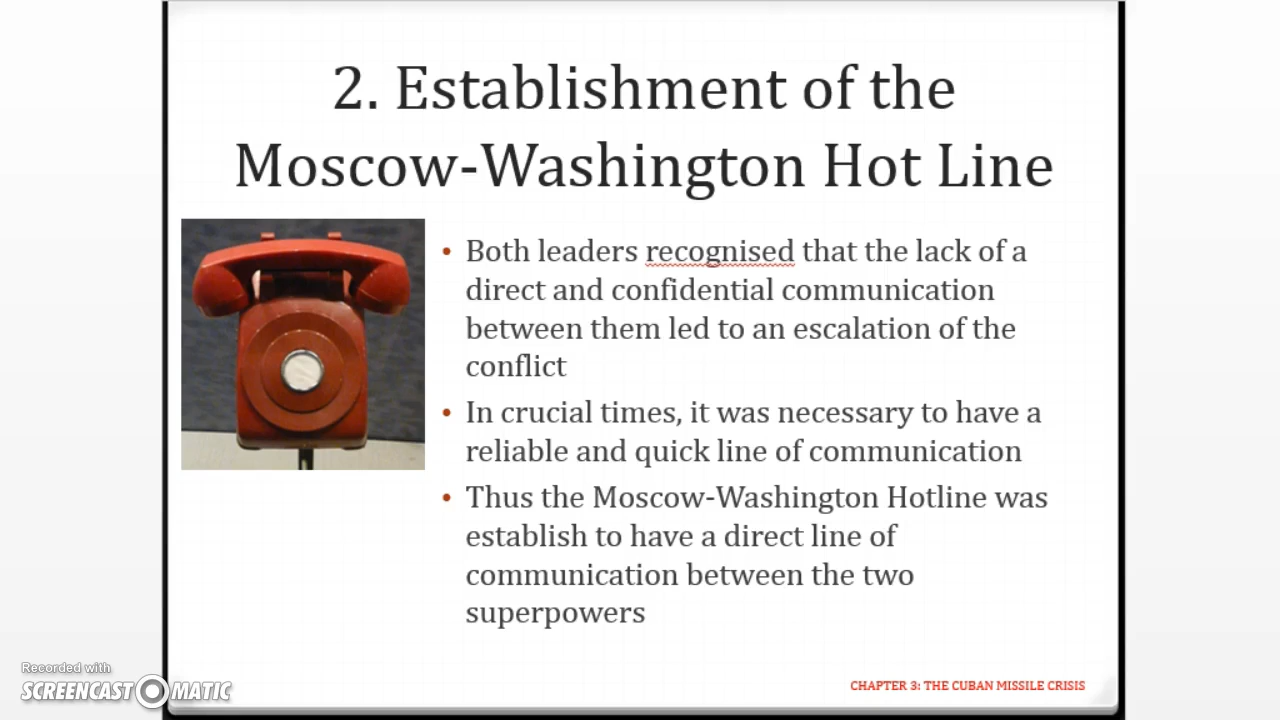 2. Establishment of the
Moscow-Washington Hot Line
• Both leaders recognised that the lack of a
direct and confidential communication
between them led to an escalation of the
conflict
• In crucial times, it was necessary to have a
reliable and quick line of communication
• Thus the Moscow-Washington Hotline was
establish to have a direct line of
communication between the two
superpowers
Recorded with
SCREENCAST O MATIC
CHAPTER 3: THE CUBAN MISSILE CRISIS